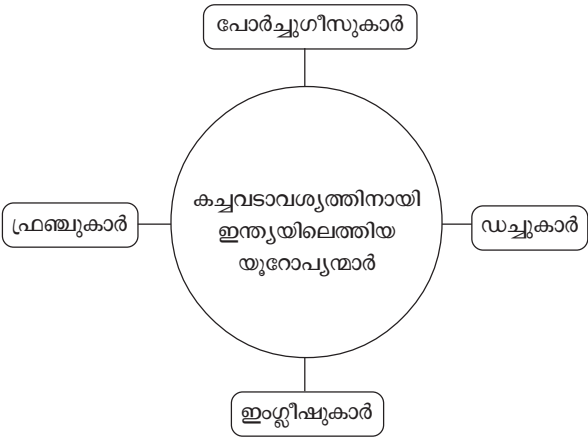 പോർച്ചുഗീസുകാർ
കച്ചവടാവശ്യത്തിനായി
ഇന്ത്യയിലെത്തിയ
യൂറോപ്യന്മാർ
ഫ്രഞ്ചുകാർ
ഡച്ചുകാർ
ഇംഗ്ലീഷുകാർ